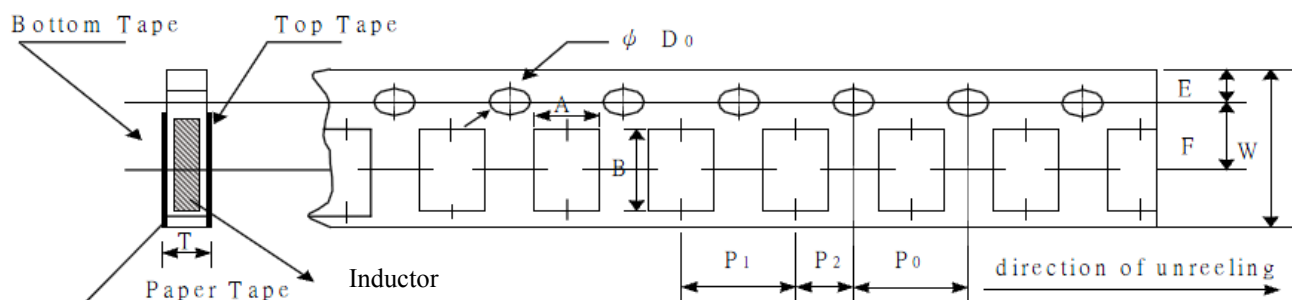 Bottom Tape
Top Tape
ϕ D0
A
B
E
F
W
T
P1
P2
P0
direction of unreeling
Paper Tape
Inductor